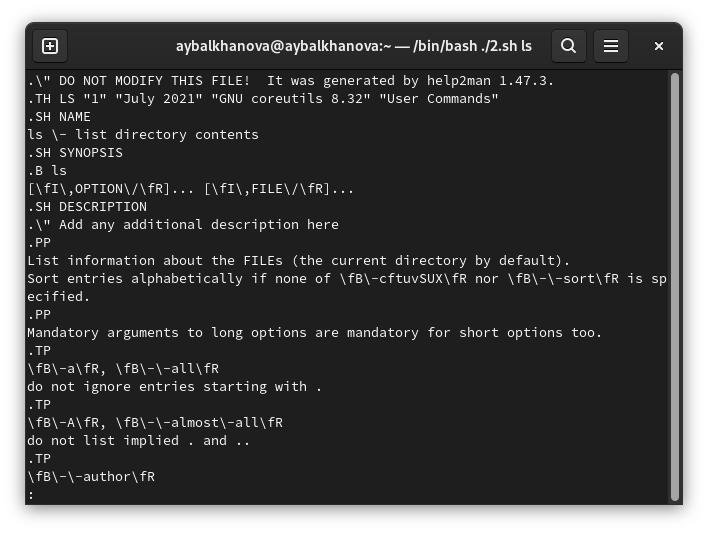 aybalkhanova@aybalkhanova:~ — /bin/bash ./2.sh ls
.\" DO NOT MODIFY THIS FILE!  It was generated by help2man 1.47.3.
.TH LS "1" "July 2021" "GNU coreutils 8.32" "User Commands"
.SH NAME
ls \- list directory contents
.SH SYNOPSIS
.B ls
[\fI\,OPTION\/\fR]... [\fI\,FILE\/\fR]...
.SH DESCRIPTION
.\" Add any additional description here
.PP
List information about the FILEs (the current directory by default).
Sort entries alphabetically if none of \fB\-cftuvSUX\fR nor \fB\-\-sort\fR is sp
ecified.
.PP
Mandatory arguments to long options are mandatory for short options too.
.TP
\fB\-a\fR, \fB\-\-all\fR
do not ignore entries starting with .
.TP
\fB\-A\fR, \fB\-\-almost\-all\fR
do not list implied . and ..
.TP
\fB\-\-author\fR
: